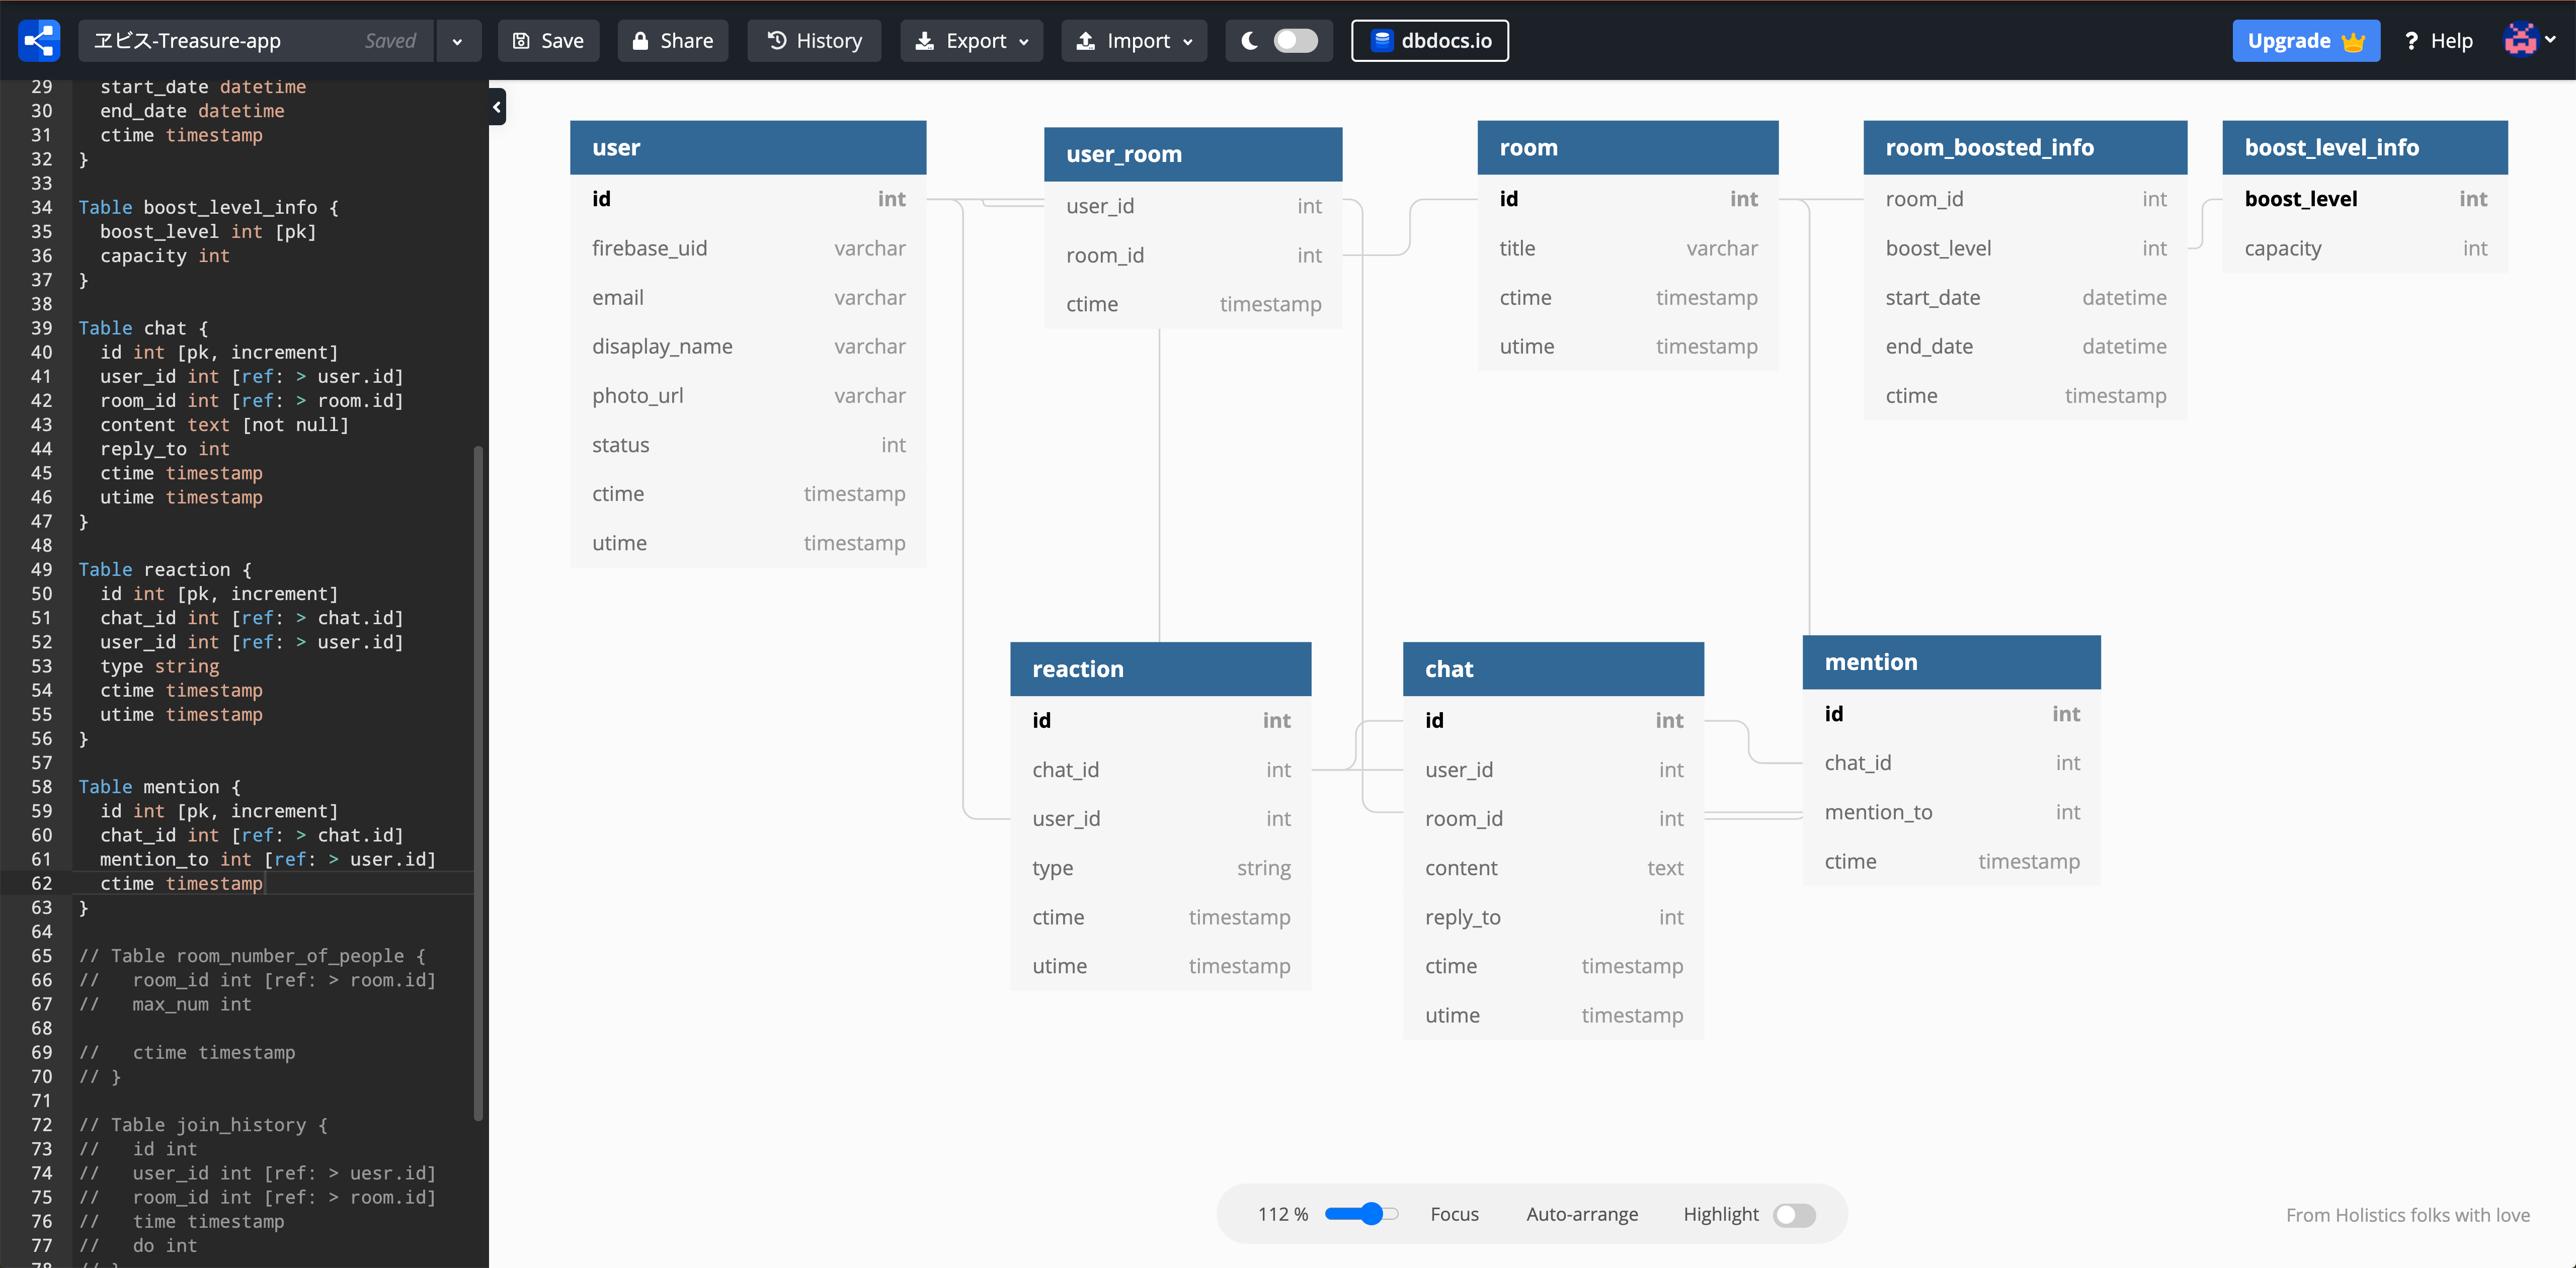 ヱビス-Treasure-app Saved Save Share History Export Import dbdocs.io Upgrade ? Help
29 start_date datetime
30 end_date datetime
31 ctime timestamp
32 }
33
34 Table boost_level_info {
35 boost_level int [pk]
36 capacity int
37 }
38
39 Table chat {
40 id int [pk, increment]
41 user_id int [ref: > user.id]
42 room_id int [ref: > room.id]
43 content text [not null]
44 reply_to int
45 ctime timestamp
46 utime timestamp
47 }
48
49 Table reaction {
50 id int [pk, increment]
51 chat_id int [ref: > chat.id]
52 user_id int [ref: > user.id]
53 type string
54 ctime timestamp
55 utime timestamp
56 }
57
58 Table mention {
59 id int [pk, increment]
60 chat_id int [ref: > chat.id]
61 mention_to int [ref: > user.id]
62 ctime timestamp
63 }
64
65 // Table room_number_of_people {
66 // room_id int [ref: > room.id]
67 // max_num int
68
69 // ctime timestamp
70 // }
71
72 // Table join_history {
73 // id int
74 // user_id int [ref: > uesr.id]
75 // room_id int [ref: > room.id]
76 // time timestamp
77 // do int
78 // }
user
id int
firebase_uid varchar
email varchar
disaplay_name varchar
photo_url varchar
status int
ctime timestamp
utime timestamp
user_room
user_id int
room_id int
ctime timestamp
room
id int
title varchar
ctime timestamp
utime timestamp
room_boosted_info
room_id int
boost_level int
start_date datetime
end_date datetime
ctime timestamp
boost_level_info
boost_level int
capacity int
reaction
id int
chat_id int
user_id int
type string
ctime timestamp
utime timestamp
chat
id int
user_id int
room_id int
content text
reply_to int
ctime timestamp
utime timestamp
mention
id int
chat_id int
mention_to int
ctime timestamp
112 % Focus Auto-arrange Highlight
From Holistics folks with love